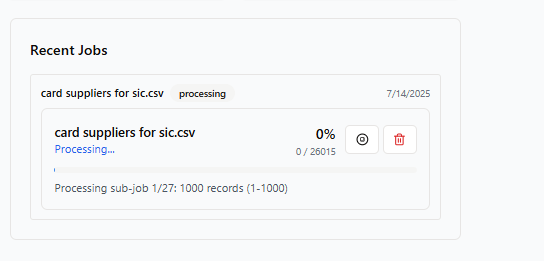 Recent Jobs
card suppliers for sic.csv processing 7/14/2025
card suppliers for sic.csv 0%
Processing... 0 / 26015
Processing sub-job 1/27: 1000 records (1-1000)